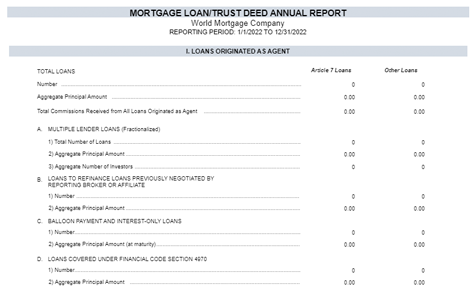 MORTGAGE LOAN/TRUST DEED ANNUAL REPORT
World Mortgage Company
REPORTING PERIOD: 1/1/2022 TO 12/31/2022
I. LOANS ORIGINATED AS AGENT
TOTAL LOANS Article 7 Loans Other Loans
Number 0 0
Aggregate Principal Amount 0.00 0.00
Total Commissions Received from All Loans Originated as Agent 0.00 0.00
A. MULTIPLE LENDER LOANS (Fractionalized)
1) Total Number of Loans 0 0
2) Aggregate Principal Amount 0.00 0.00
3) Aggregate Number of Investors 0 0
B. LOANS TO REFINANCE LOANS PREVIOUSLY NEGOTIATED BY
REPORTING BROKER OR AFFILIATE
1) Number 0 0
2) Aggregate Principal Amount 0.00 0.00
C. BALLOON PAYMENT AND INTEREST-ONLY LOANS
1) Number 0 0
2) Aggregate Principal Amount (at maturity) 0.00 0.00
D. LOANS COVERED UNDER FINANCIAL CODE SECTION 4970
1) Number 0 0
2) Aggregate Principal Amount 0.00 0.00